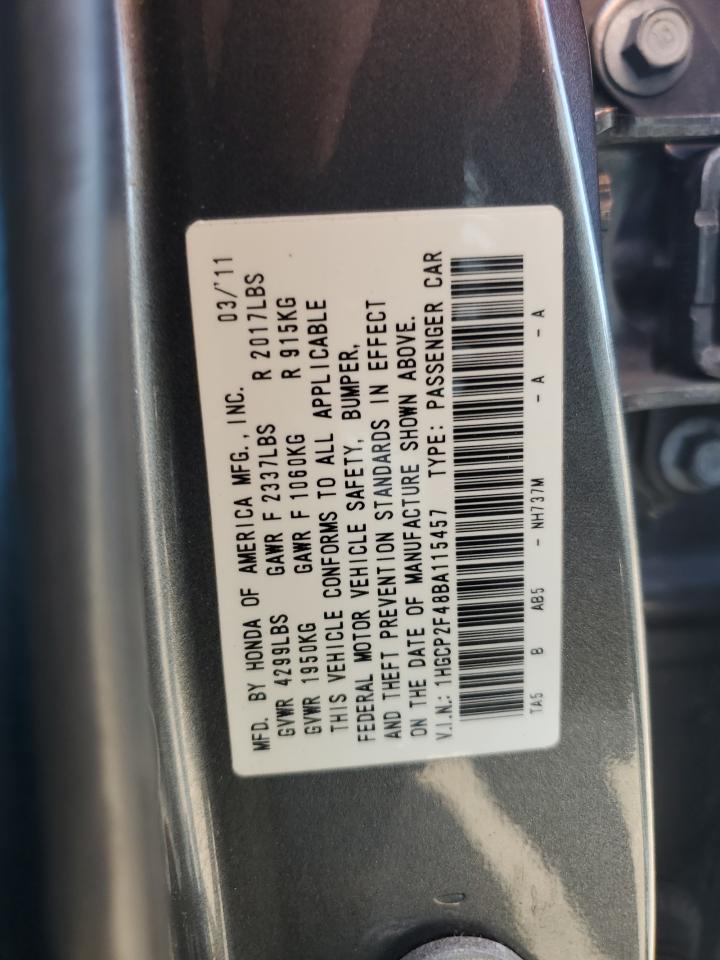 MFD. BY HONDA OF AMERICA MFG., INC. 03/'11
GVWR 4299LBS GAWR F 2337LBS R 2017LBS
GVWR 1950KG GAWR F 1060KG R 915KG
THIS VEHICLE CONFORMS TO ALL APPLICABLE
FEDERAL MOTOR VEHICLE SAFETY, BUMPER,
AND THEFT PREVENTION STANDARDS IN EFFECT
ON THE DATE OF MANUFACTURE SHOWN ABOVE.
V.I.N.: 1HGCP2F48BA115457 TYPE: PASSENGER CAR
TA5 B AB5 - NH737M - A - A